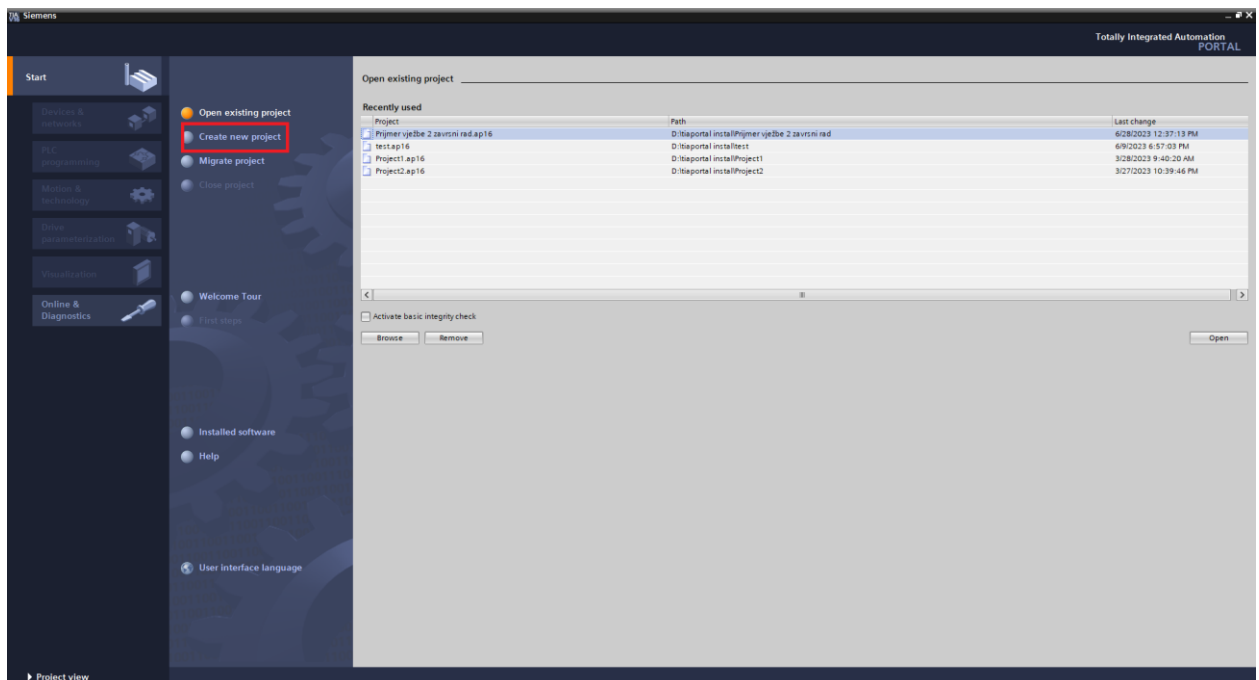 Siemens
Totally Integrated Automation
PORTAL
Start
Devices &
networks
PLC
programming
Motion &
technology
Drive
parameterization
Visualization
Online &
Diagnostics
Open existing project
Create new project
Migrate project
Close project
Welcome Tour
First steps
Installed software
Help
User interface language
Open existing project
Recently used
Project Path Last change
Prijmer vježbe 2 zavrsni rad.ap16 D:\tiaportal install\Prijmer vježbe 2 zavrsni rad 6/28/2023 12:37:13 PM
test.ap16 D:\tiaportal install\test 6/9/2023 6:57:03 PM
Project1.ap16 D:\tiaportal install\Project1 3/28/2023 9:40:20 AM
Project2.ap16 D:\tiaportal install\Project2 3/27/2023 10:39:46 PM
Activate basic integrity check
Browse Remove Open
Project view